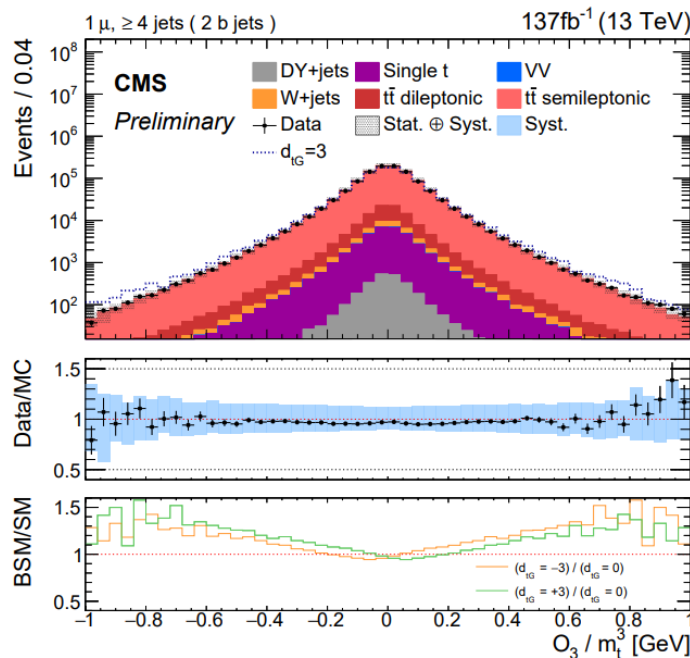 1 μ, ≥ 4 jets ( 2 b jets ) 137fb⁻¹ (13 TeV)
Events / 0.04
10⁸
10⁷
10⁶
10⁵
10⁴
10³
10²
CMS
Preliminary
DY+jets Single t VV
W+jets tt̄ dileptonic tt̄ semileptonic
Data Stat. ⊕ Syst. Syst.
d_tG=3
Data/MC
1.5
1
0.5
BSM/SM
1.5
1
0.5
(d_tG = −3) / (d_tG = 0)
(d_tG = +3) / (d_tG = 0)
−1 −0.8 −0.6 −0.4 −0.2 0 0.2 0.4 0.6 0.8 1
O₃ / m_t³ [GeV]